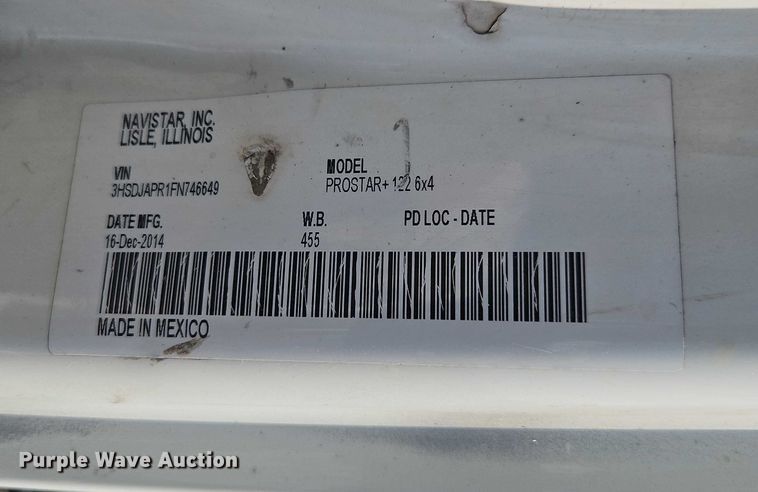 NAVISTAR, INC.
LISLE, ILLINOIS
VIN
3HSDJAPR1FN746649
MODEL
PROSTAR+ 122 6x4
DATE MFG.
16-Dec-2014
W.B.
455
PD LOC - DATE
MADE IN MEXICO
Purple Wave Auction